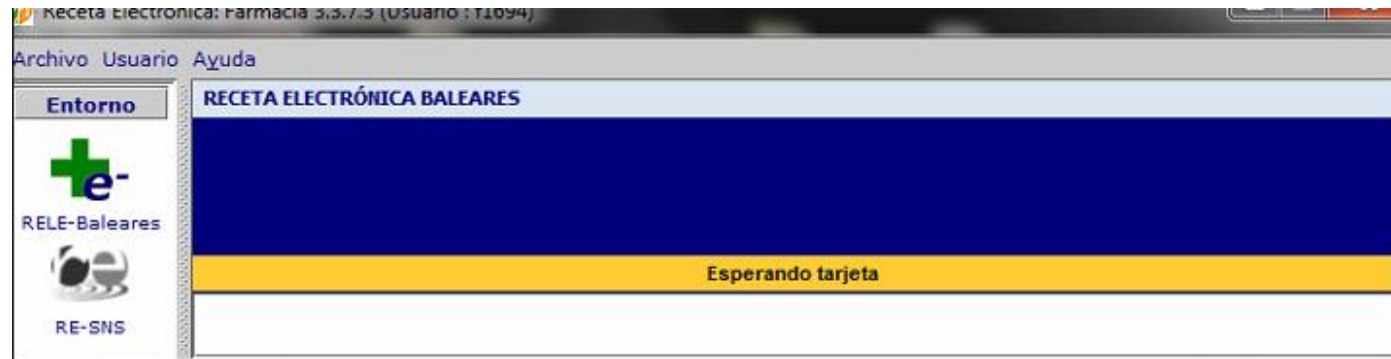 Receta Electrónica: Farmacia 3.3.7.3 (Usuario : f1694)
Archivo Usuario Ayuda
Entorno
RECETA ELECTRÓNICA BALEARES
e-
RELE-Baleares
Esperando tarjeta
RE-SNS